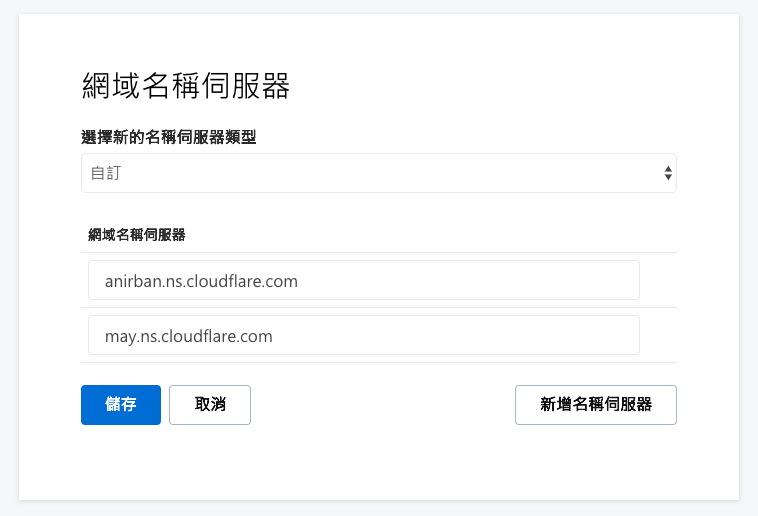 網域名稱伺服器
選擇新的名稱伺服器類型
自訂
網域名稱伺服器
anirban.ns.cloudflare.com
may.ns.cloudflare.com
儲存 取消 新增名稱伺服器